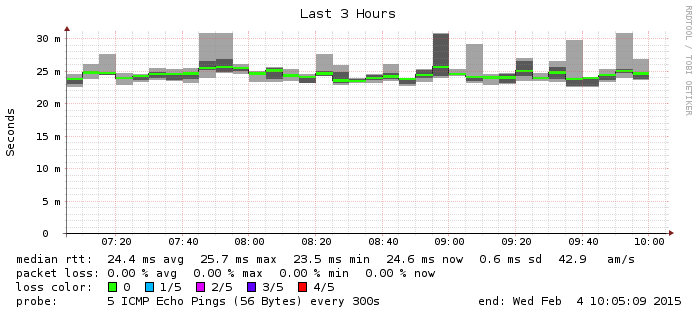 Last 3 Hours
RRDTOOL / TOBI OETIKER
Seconds
30 m
25 m
20 m
15 m
10 m
5 m
0
07:20 07:40 08:00 08:20 08:40 09:00 09:20 09:40 10:00
median rtt: 24.4 ms avg 25.7 ms max 23.5 ms min 24.6 ms now 0.6 ms sd 42.9 am/s
packet loss: 0.00 % avg 0.00 % max 0.00 % min 0.00 % now
loss color: 0 1/5 2/5 3/5 4/5
probe: 5 ICMP Echo Pings (56 Bytes) every 300s end: Wed Feb 4 10:05:09 2015